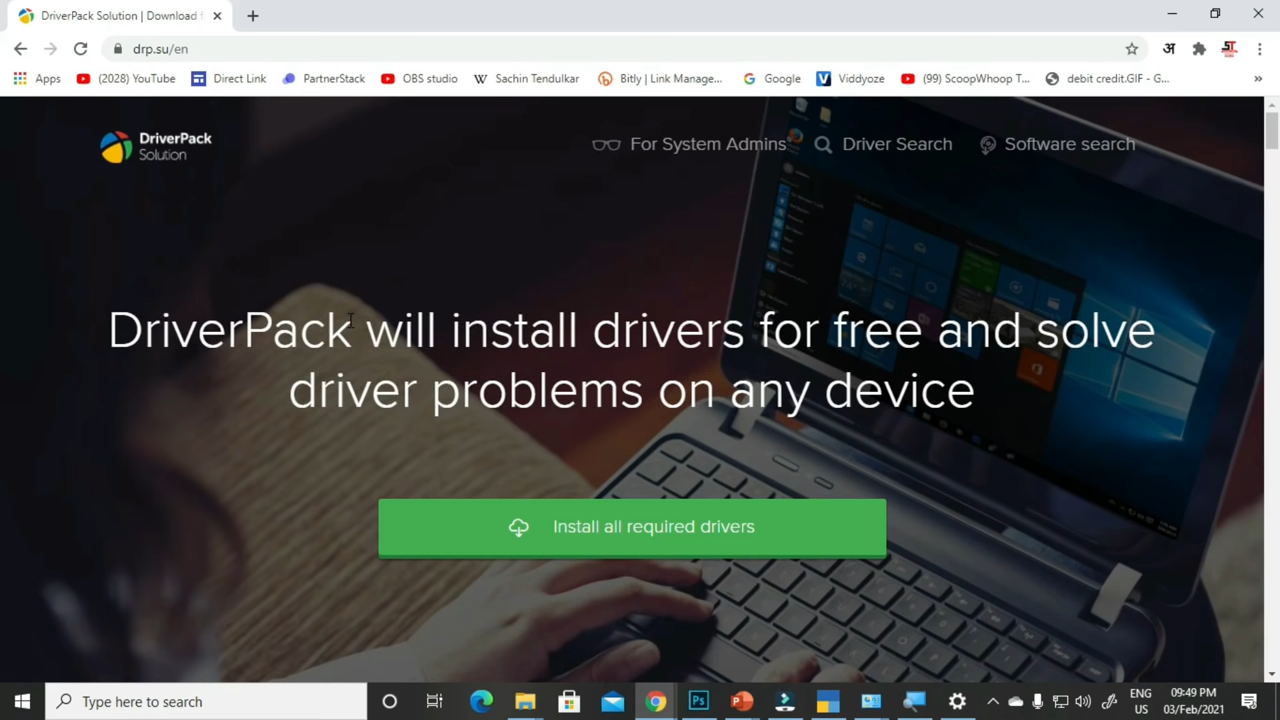 DriverPack Solution | Download f
drp.su/en
अ
ST
Apps
(2028) YouTube
Direct Link
PartnerStack
OBS studio
W Sachin Tendulkar
Bitly | Link Manage...
G Google
V Viddyoze
(99) ScoopWhoop T...
debit credit.GIF - G...
»
DriverPack
Solution
For System Admins
Driver Search
Software search
DriverPack will install drivers for free and solve
driver problems on any device
Install all required drivers
Type here to search
Ps
P
ENG
US
09:49 PM
03/Feb/2021